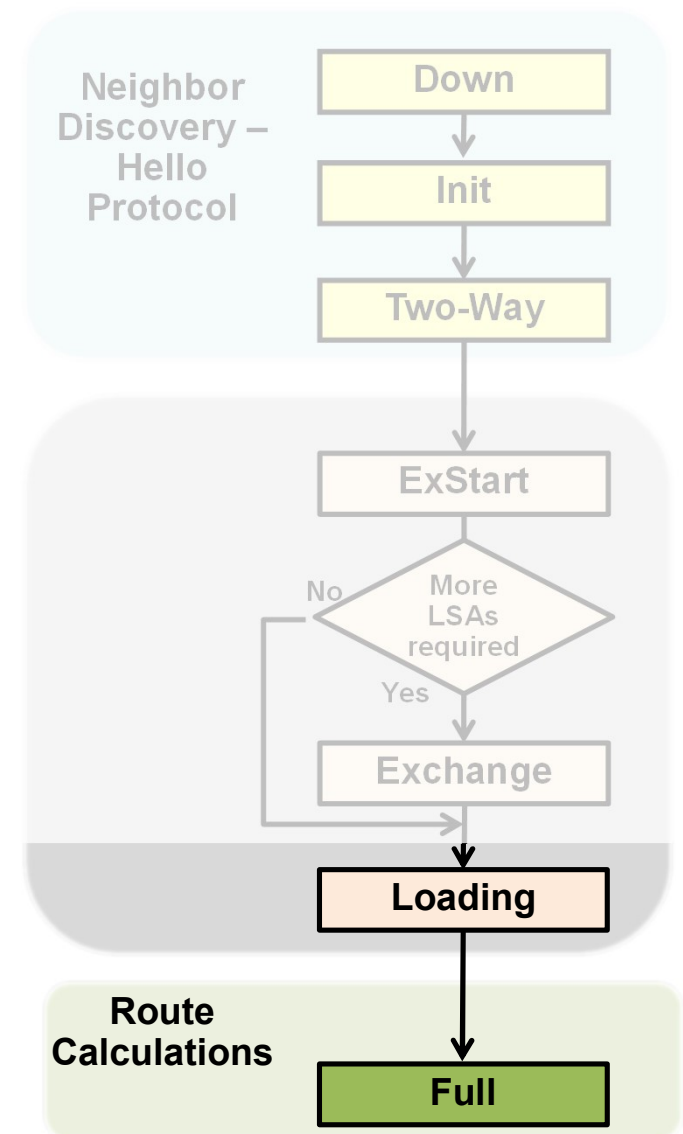 Neighbor
Discovery –
Hello
Protocol
Down
Init
Two-Way
ExStart
No
More
LSAs
required
Yes
Exchange
Loading
Route
Calculations
Full